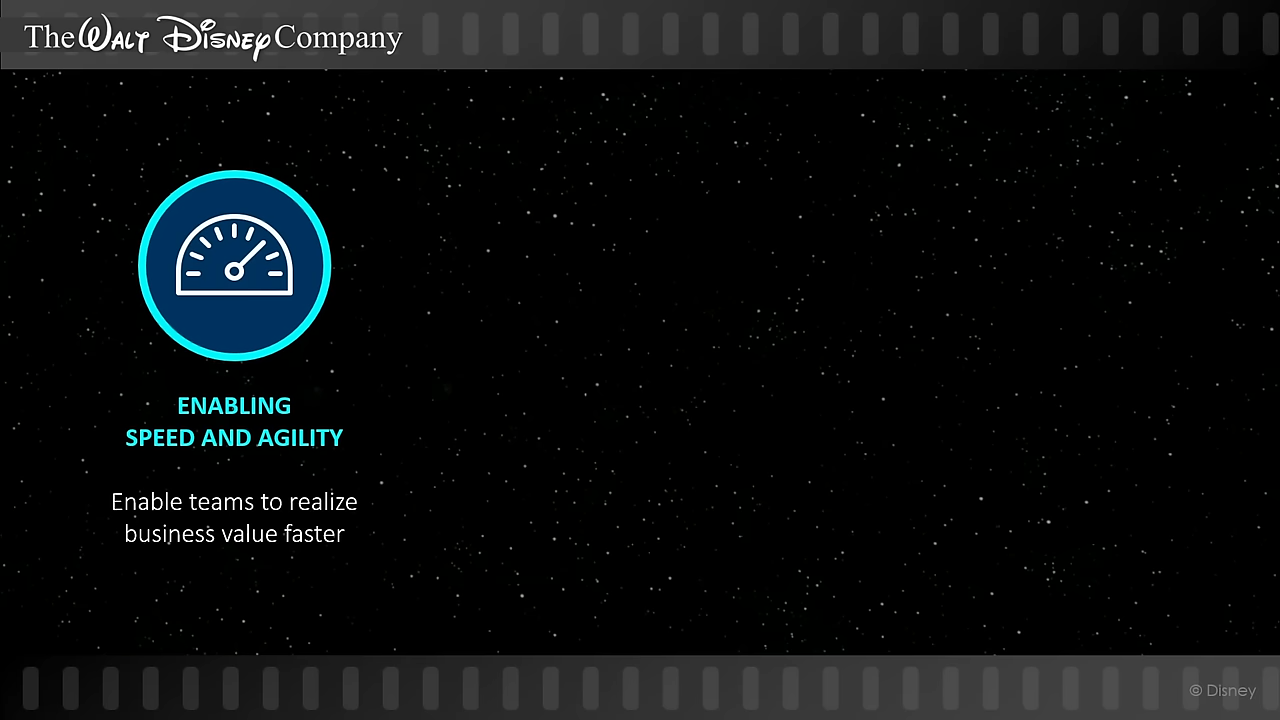 The Walt Disney Company
ENABLING
SPEED AND AGILITY
Enable teams to realize
business value faster
© Disney